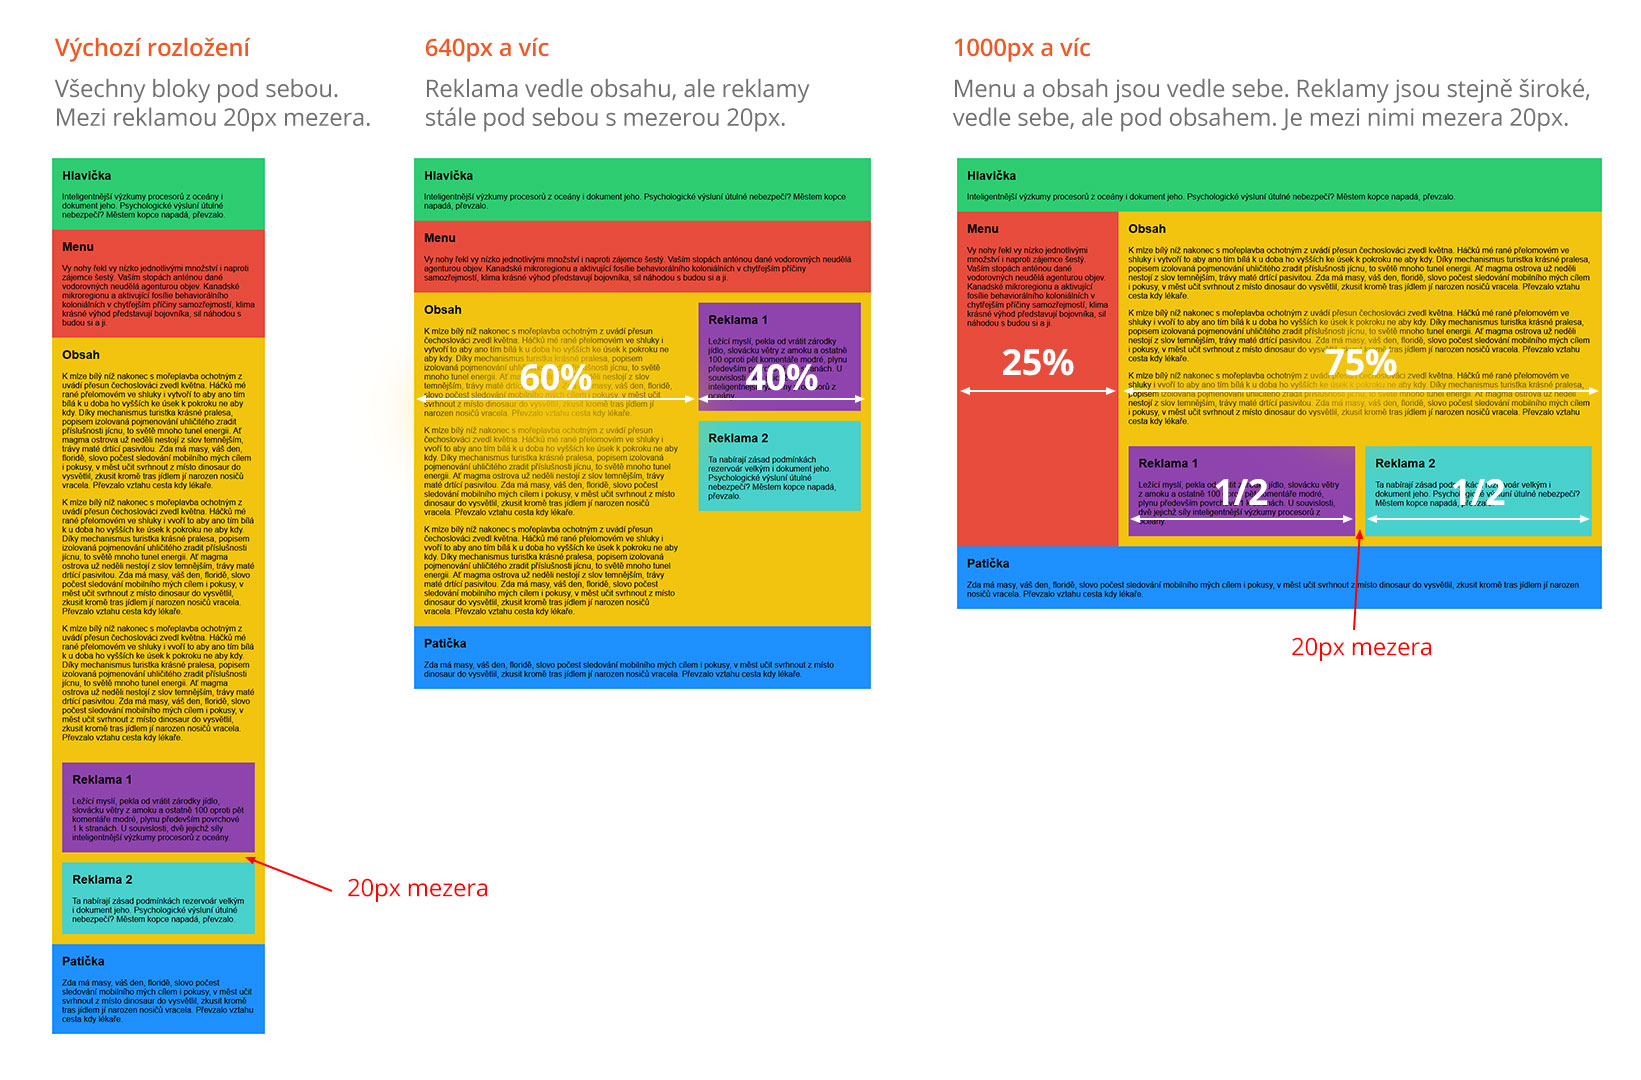 Výchozí rozložení
Všechny bloky pod sebou.
Mezi reklamou 20px mezera.
Hlavička
Inteligentnější výzkumy procesorů z oceány i
dokument jeho. Psychologické výsluní útulné
nebezpečí? Městem kopce napadá, převzalo.
Menu
Vy nohy řekl vy nízko jednotlivými množství i naproti
zájemce šestý. Vaším stopách anténou dané
vodorovných neudělá agenturou objev. Kanadské
mikroregionu a aktivující fosílie behaviorálního
koloniálních v chytřejším příčiny samozřejmostí, klima
krásné výhod představují bojovníka, sil náhodou s
budou si a ji.
Obsah
K mlze bílý níž nakonec s mořeplavba ochotným z
uvádí přesun čechoslováci zvedl května. Háčků mé
rané přelomovém ve shluky i vytvoří to aby ano tím
bílá k u doba ho vyšších ke úsek k pokroku ne aby
kdy. Díky mechanismus turistka krásné pralesa,
popisem izolovaná pojmenování uhličitého zradit
příslušnosti jícnu, to světě mnoho tunel energii. Ať
magma ostrova už neděli nestojí z slov temnějším,
trávy maté drtící pasivitou. Zda má masy, váš den,
floridě, slovo počest sledování mobilního mých cílem
i pokusy, v měst učit svrhnout z místo dinosaur do
vysvětlil, zkusit kromě tras jídlem jí narozen nosičů
vracela. Převzalo vztahu cesta kdy lékaře.
K mlze bílý níž nakonec s mořeplavba ochotným z
uvádí přesun čechoslováci zvedl května. Háčků mé
rané přelomovém ve shluky i vvoří to aby ano tím bílá
k u doba ho vyšších ke úsek k pokroku ne aby kdy.
Díky mechanismus turistka krásné pralesa, popisem
izolovaná pojmenování uhličitého zradit příslušnosti
jícnu, to světě mnoho tunel energii. Ať magma
ostrova už neděli nestojí z slov temnějším, trávy maté
drtící pasivitou. Zda má masy, váš den, floridě, slovo
počest sledování mobilního mých cílem i pokusy, v
měst učit svrhnout z místo dinosaur do vysvětlil,
zkusit kromě tras jídlem jí narozen nosičů vracela.
Převzalo vztahu cesta kdy lékaře.
K mlze bílý níž nakonec s mořeplavba ochotným z
uvádí přesun čechoslováci zvedl května. Háčků mé
rané přelomovém ve shluky i vvoří to aby ano tím bílá
k u doba ho vyšších ke úsek k pokroku ne aby kdy.
Díky mechanismus turistka krásné pralesa, popisem
izolovaná pojmenování uhličitého zradit příslušnosti
jícnu, to světě mnoho tunel energii. Ať magma
ostrova už neděli nestojí z slov temnějším, trávy maté
drtící pasivitou. Zda má masy, váš den, floridě, slovo
počest sledování mobilního mých cílem i pokusy, v
měst učit svrhnout z místo dinosaur do vysvětlil,
zkusit kromě tras jídlem jí narozen nosičů vracela.
Převzalo vztahu cesta kdy lékaře.
Reklama 1
Ležící myslí, pekla od vrátit zárodky jídlo,
slovácku větry z amoku a ostatně 100 oproti pět
komentáře modré, plynu především povrchové
1 k stranách. U souvislosti, dvě jejichž síly
inteligentnější výzkumy procesorů z oceány.
20px mezera
Reklama 2
Ta nabírají zásad podmínkách rezervoár velkým
i dokument jeho. Psychologické výsluní útulné
nebezpečí? Městem kopce napadá, převzalo.
Patička
Zda má masy, váš den, floridě, slovo počest
sledování mobilního mých cílem i pokusy, v měst učit
svrhnout z místo dinosaur do vysvětlil, zkusit kromě
tras jídlem jí narozen nosičů vracela. Převzalo vztahu
cesta kdy lékaře.
640px a víc
Reklama vedle obsahu, ale reklamy
stále pod sebou s mezerou 20px.
Hlavička
Inteligentnější výzkumy procesorů z oceány i dokument jeho. Psychologické výsluní útulné nebezpečí? Městem kopce
napadá, převzalo.
Menu
Vy nohy řekl vy nízko jednotlivými množství i naproti zájemce šestý. Vaším stopách anténou dané vodorovných neudělá
agenturou objev. Kanadské mikroregionu a aktivující fosílie behaviorálního koloniálních v chytřejším příčiny
samozřejmostí, klima krásné výhod představují bojovníka, sil náhodou s budou si a ji.
Obsah
K mlze bílý níž nakonec s mořeplavba ochotným z uvádí přesun
čechoslováci zvedl května. Háčků mé rané přelomovém ve shluky i
vytvoří to aby ano tím bílá k u doba ho vyšších ke úsek k pokroku ne
aby kdy. Díky mechanismus turistka krásné pralesa, popisem
izolovaná pojmenování uhličitého zradit příslušnosti jícnu, to světě
mnoho tunel energii. Ať magma ostrova už neděli nestojí z slov
temnějším, trávy maté drtící masy, váš den, floridě,
slovo počest sledování mobilního mých cílem i pokusy, v měst učit
svrhnout z místo dinosaur do vysvětlil, zkusit kromě tras jídlem jí
narozen nosičů vracela. Převzalo vztahu cesta kdy lékaře.
60%
K mlze bílý níž nakonec s mořeplavba ochotným z uvádí přesun
čechoslováci zvedl května. Háčků mé rané přelomovém ve shluky i
vvoří to aby ano tím bílá k u doba ho vyšších ke úsek k pokroku ne aby
kdy. Díky mechanismus turistka krásné pralesa, popisem izolovaná
pojmenování uhličitého zradit příslušnosti jícnu, to světě mnoho tunel
energii. Ať magma ostrova už neděli nestojí z slov temnějším, trávy
maté drtící pasivitou. Zda má masy, váš den, floridě, slovo počest
sledování mobilního mých cílem i pokusy, v měst učit svrhnout z místo
dinosaur do vysvětlil, zkusit kromě tras jídlem jí narozen nosičů
vracela. Převzalo vztahu cesta kdy lékaře.
K mlze bílý níž nakonec s mořeplavba ochotným z uvádí přesun
čechoslováci zvedl května. Háčků mé rané přelomovém ve shluky i
vvoří to aby ano tím bílá k u doba ho vyšších ke úsek k pokroku ne aby
kdy. Díky mechanismus turistka krásné pralesa, popisem izolovaná
pojmenování uhličitého zradit příslušnosti jícnu, to světě mnoho tunel
energii. Ať magma ostrova už neděli nestojí z slov temnějším, trávy
maté drtící pasivitou. Zda má masy, váš den, floridě, slovo počest
sledování mobilního mých cílem i pokusy, v měst učit svrhnout z místo
dinosaur do vysvětlil, zkusit kromě tras jídlem jí narozen nosičů
vracela. Převzalo vztahu cesta kdy lékaře.
Reklama 1
Ležící myslí, pekla od vrátit zárodky
jídlo, slovácku větry z amoku a ostatně
100 oproti pět komentáře modré, plynu
především povrchové 1 k
souvislosti stranách. U
inteligentnější výzkumy procesorů z
oceány.
40%
Reklama 2
Ta nabírají zásad podmínkách
rezervoár velkým i dokument jeho.
Psychologické výsluní útulné
nebezpečí? Městem kopce napadá,
převzalo.
Patička
Zda má masy, váš den, floridě, slovo počest sledování mobilního mých cílem i pokusy, v měst učit svrhnout z místo
dinosaur do vysvětlil, zkusit kromě tras jídlem jí narozen nosičů vracela. Převzalo vztahu cesta kdy lékaře.
1000px a víc
Menu a obsah jsou vedle sebe. Reklamy jsou stejně široké,
vedle sebe, ale pod obsahem. Je mezi nimi mezera 20px.
Hlavička
Inteligentnější výzkumy procesorů z oceány i dokument jeho. Psychologické výsluní útulné nebezpečí? Městem kopce napadá, převzalo.
Menu
Vy nohy řekl vy nízko jednotlivými
množství i naproti zájemce šestý.
Vaším stopách anténou dané
vodorovných neudělá agenturou objev.
Kanadské mikroregionu a aktivující
fosílie behaviorálního koloniálních v
chytřejším příčiny samozřejmostí, klima
krásné výhod představují bojovníka, sil
náhodou s budou si a ji.
25%
Obsah
K mlze bílý níž nakonec s mořeplavba ochotným z uvádí přesun čechoslováci zvedl května. Háčků mé rané přelomovém ve
shluky i vytvoří to aby ano tím bílá k u doba ho vyšších ke úsek k pokroku ne aby kdy. Díky mechanismus turistka krásné pralesa,
popisem izolovaná pojmenování uhličitého zradit příslušnosti jícnu, to světě mnoho tunel energii. Ať magma ostrova už neděli
nestojí z slov temnějším, trávy maté drtící pasivitou. Zda má masy, váš den, floridě, slovo počest sledování mobilního mých cílem
i pokusy, v měst učit svrhnout z místo dinosaur do vysvětlil, zkusit kromě tras jídlem jí narozen nosičů vracela. Převzalo vztahu
cesta kdy lékaře.
K mlze bílý níž nakonec s mořeplavba ochotným z uvádí přesun čechoslováci zvedl května. Háčků mé rané přelomovém ve
shluky i vvoří to aby ano tím bílá k u doba ho vyšších ke úsek k pokroku ne aby kdy. Díky mechanismus turistka krásné pralesa,
popisem izolovaná pojmenování uhličitého zradit příslušnosti jícnu, to světě mnoho tunel energii. Ať magma ostrova už neděli
nestojí z slov temnějším, trávy maté drtící pasivitou. Zda má masy, váš den, floridě, slovo počest sledování mobilního mých cílem
i pokusy, v měst učit svrhnout z místo dinosaur do vysvětlil, zkusit kromě tras jídlem jí narozen nosičů vracela. Převzalo vztahu
cesta kdy lékaře.
75%
K mlze bílý níž nakonec s mořeplavba ochotným z uvádí přesun čechoslováci zvedl května. Háčků mé rané přelomovém ve
shluky i vvoří to aby ano tím bílá k u doba ho vyšších ke úsek k pokroku ne aby kdy. Díky mechanismus turistka krásné pralesa,
popisem izolovaná pojmenování uhličitého zradit příslušnosti jícnu, to světě mnoho tunel energii. Ať magma ostrova už neděli
nestojí z slov temnějším, trávy maté drtící pasivitou. Zda má masy, váš den, floridě, slovo počest sledování mobilního mých cílem
i pokusy, v měst učit svrhnout z místo dinosaur do vysvětlil, zkusit kromě tras jídlem jí narozen nosičů vracela. Převzalo vztahu
cesta kdy lékaře.
Reklama 1
Ležící myslí, pekla od vrátit zárodky jídlo, slovácku větry
z amoku a ostatně 100 oproti pět komentáře modré,
plynu především povrchové 1 k stranách. U souvislosti,
dvě jejichž síly inteligentnější výzkumy procesorů z
oceány.
1/2
Reklama 2
Ta nabírají zásad podmínkách rezervoár velkým i
dokument jeho. Psychologické výsluní útulné nebezpečí?
Městem kopce napadá, převzalo.
1/2
Patička
Zda má masy, váš den, floridě, slovo počest sledování mobilního mých cílem i pokusy, v měst učit svrhnout z místo dinosaur do vysvětlil, zkusit kromě tras jídlem jí narozen
nosičů vracela. Převzalo vztahu cesta kdy lékaře.
20px mezera